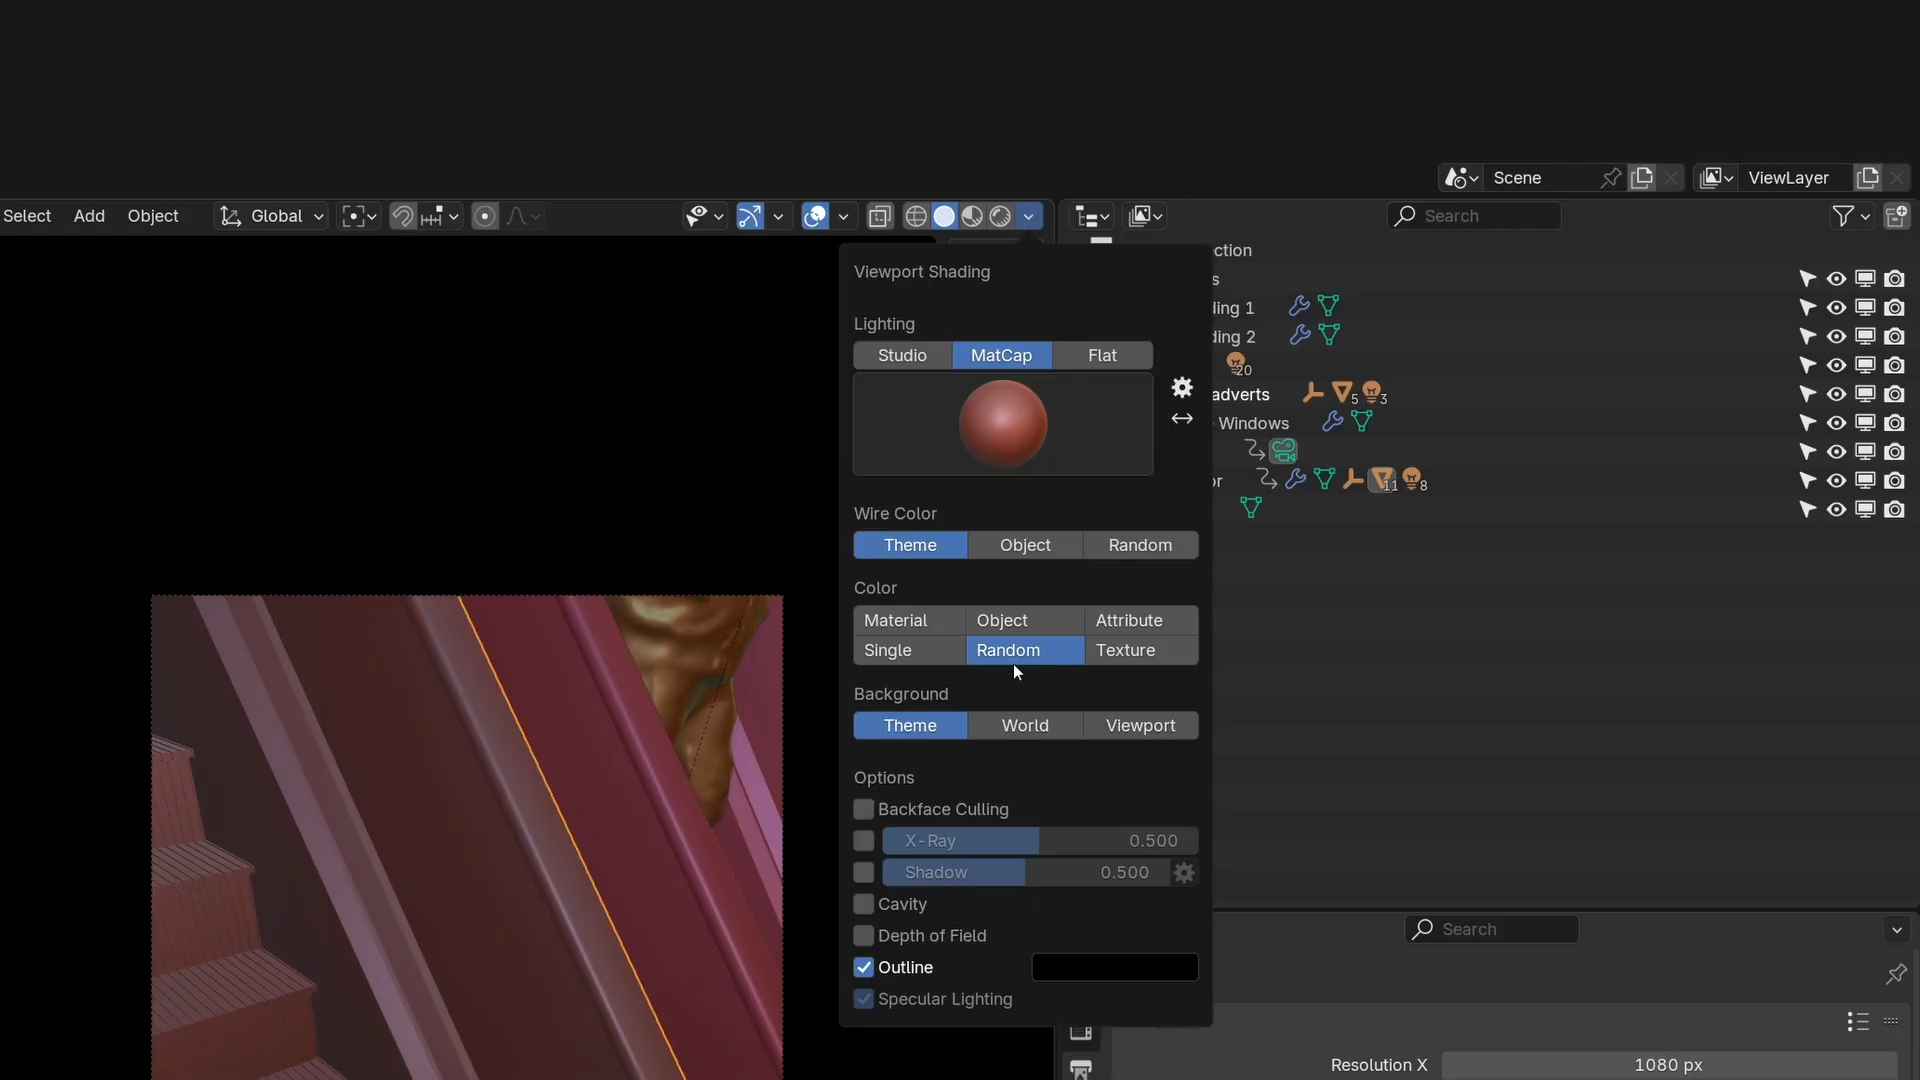 Scene
ViewLayer
Select Add Object Global
Search
Viewport Shading
ction
s
Lighting
ding 1
Studio MatCap Flat
ding 2
20
adverts 5 3
Windows
or 11 8
Wire Color
Theme Object Random
Color
Material Object Attribute
Single Random Texture
Background
Theme World Viewport
Options
Backface Culling
X-Ray 0.500
Shadow 0.500
Cavity
Search
Depth of Field
Outline
Specular Lighting
Resolution X 1080 px